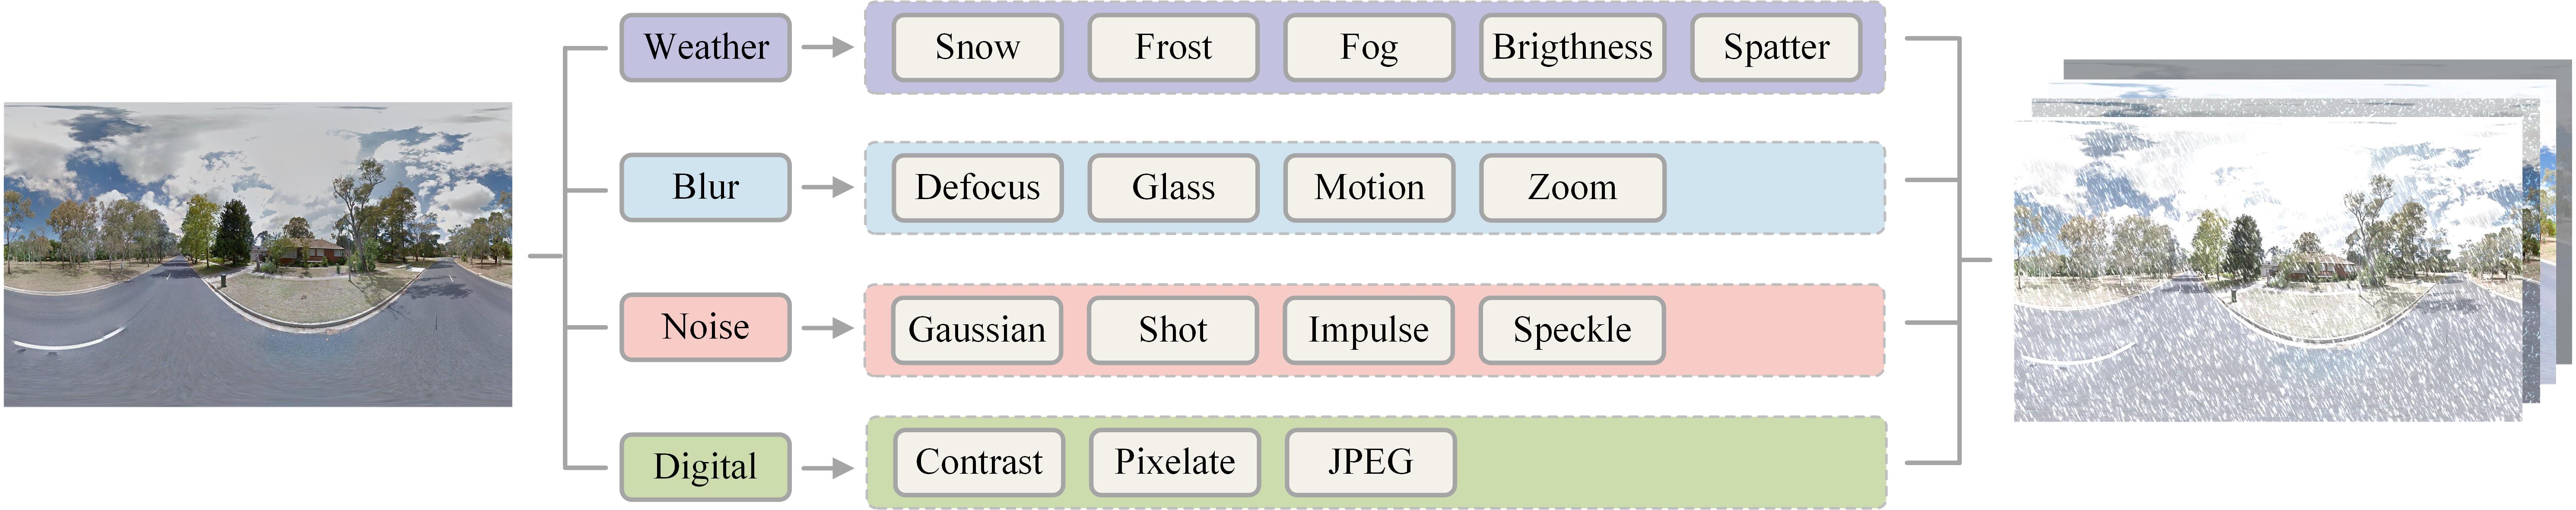 Weather
Snow
Frost
Fog
Brigthness
Spatter
Blur
Defocus
Glass
Motion
Zoom
Noise
Gaussian
Shot
Impulse
Speckle
Digital
Contrast
Pixelate
JPEG